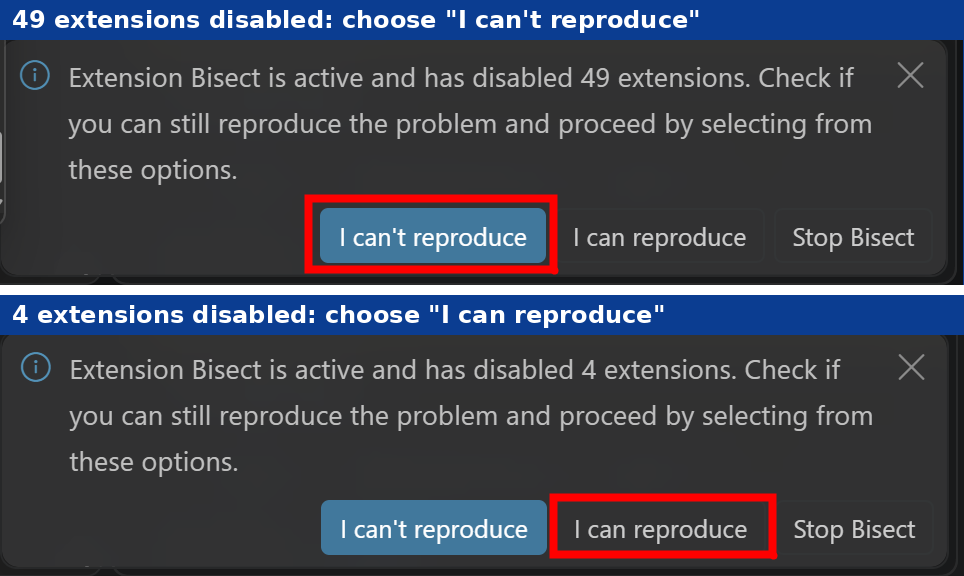 49 extensions disabled: choose "I can't reproduce"
Extension Bisect is active and has disabled 49 extensions. Check if
you can still reproduce the problem and proceed by selecting from
these options.
I can't reproduce I can reproduce Stop Bisect
4 extensions disabled: choose "I can reproduce"
Extension Bisect is active and has disabled 4 extensions. Check if
you can still reproduce the problem and proceed by selecting from
these options.
I can't reproduce I can reproduce Stop Bisect